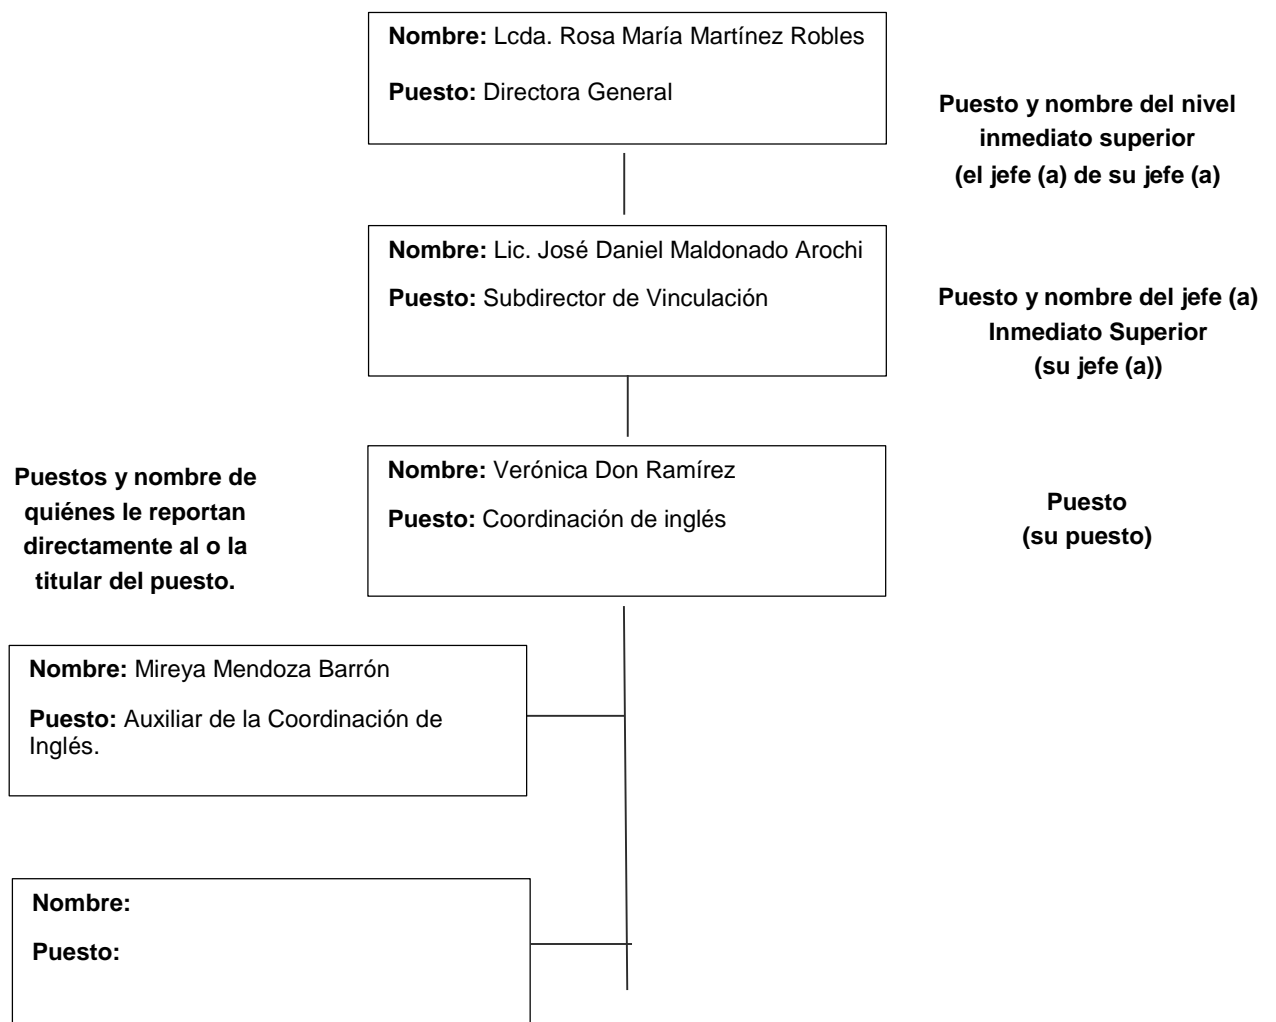 Nombre: Lcda. Rosa María Martínez Robles
Puesto: Directora General
Puesto y nombre del nivel
inmediato superior
(el jefe (a) de su jefe (a)
Nombre: Lic. José Daniel Maldonado Arochi
Puesto: Subdirector de Vinculación
Puesto y nombre del jefe (a)
Inmediato Superior
(su jefe (a))
Nombre: Verónica Don Ramírez
Puesto: Coordinación de inglés
Puesto
(su puesto)
Puestos y nombre de
quiénes le reportan
directamente al o la
titular del puesto.
Nombre: Mireya Mendoza Barrón
Puesto: Auxiliar de la Coordinación de
Inglés.
Nombre:
Puesto: